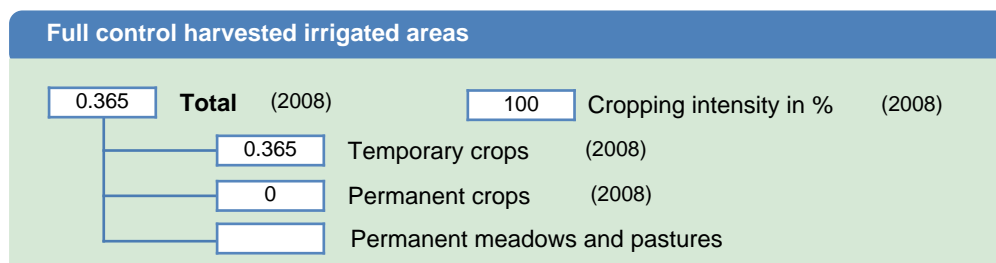 Full control harvested irrigated areas
0.365 Total (2008) 100 Cropping intensity in % (2008)
0.365 Temporary crops (2008)
0 Permanent crops (2008)
Permanent meadows and pastures